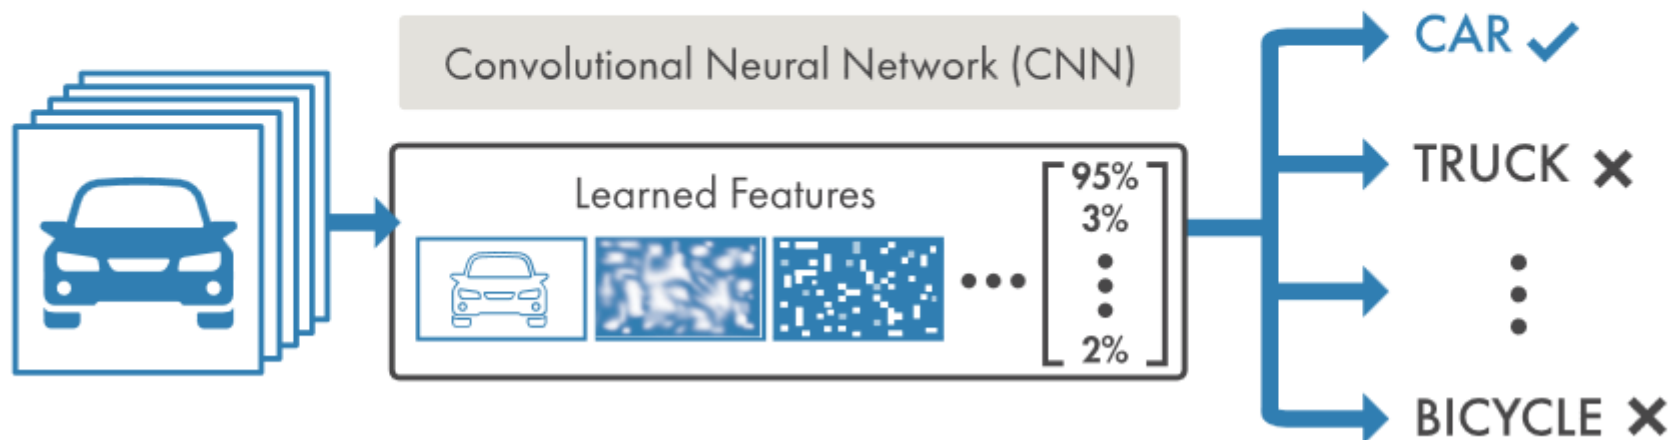 Convolutional Neural Network (CNN)
Learned Features
95%
3%
2%
CAR
TRUCK
BICYCLE